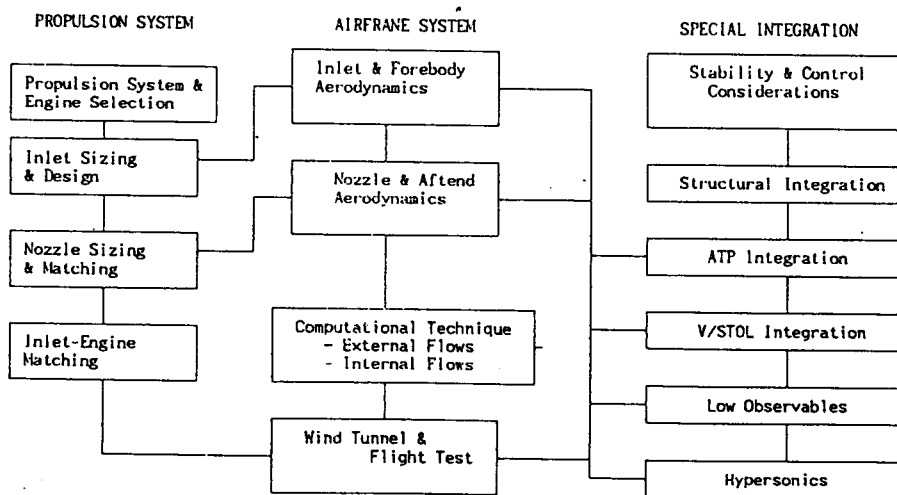 PROPULSION SYSTEM
Propulsion System &
Engine Selection
Inlet Sizing
& Design
Nozzle Sizing
& Matching
Inlet-Engine
Matching
AIRFRANE SYSTEM
Inlet & Forebody
Aerodynamics
Nozzle & Aftend
Aerodynamics
Computational Technique
- External Flows
- Internal Flows
Wind Tunnel &
Flight Test
SPECIAL INTEGRATION
Stability & Control
Considerations
Structural Integration
ATP Integration
V/STOL Integration
Low Observables
Hypersonics